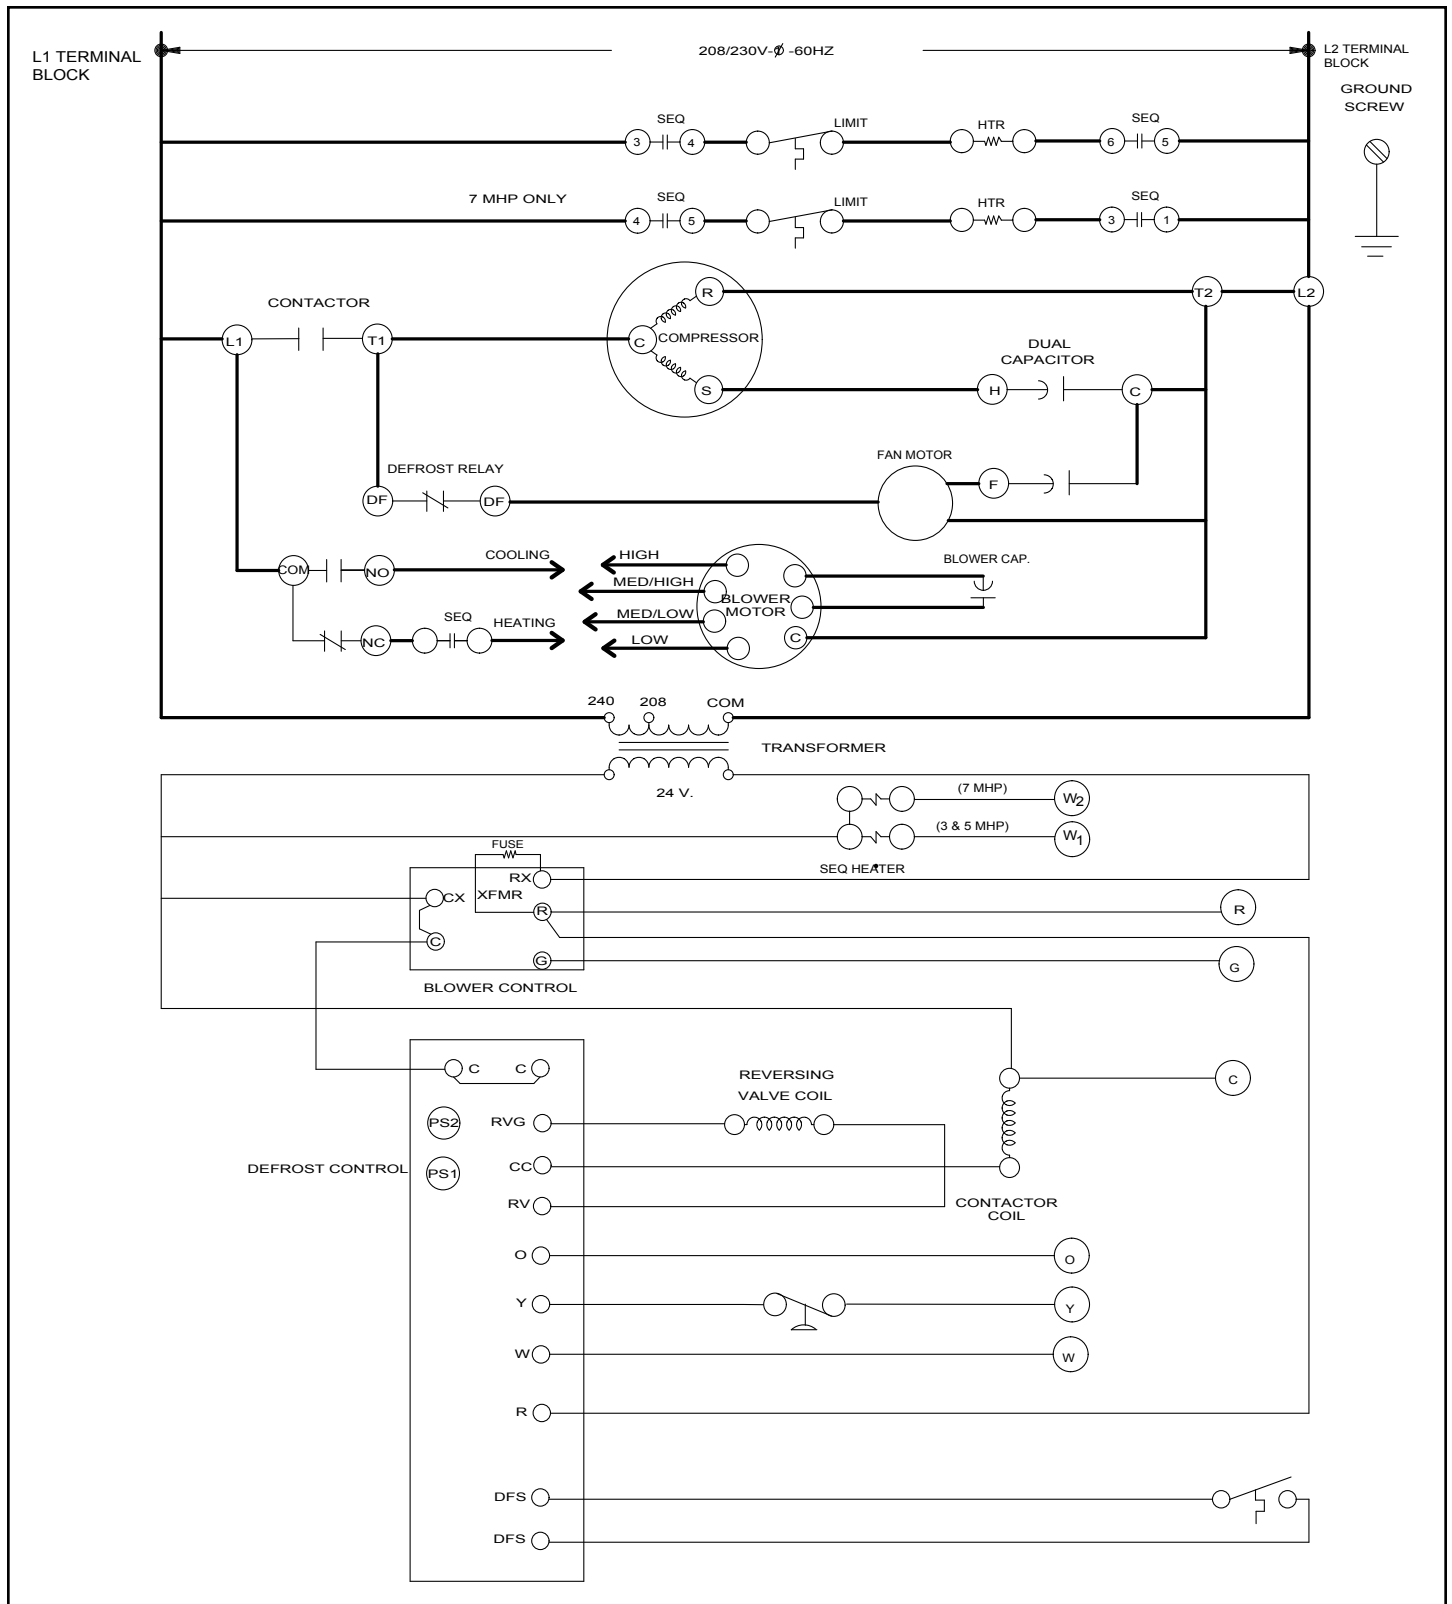 L1 TERMINAL
BLOCK
208/230V-Ø -60HZ
L2 TERMINAL
BLOCK
GROUND
SCREW
SEQ
3
4
LIMIT
HTR
SEQ
6
5
7 MHP ONLY
SEQ
4
5
LIMIT
HTR
SEQ
3
1
CONTACTOR
L1
T1
R
C
COMPRESSOR
S
T2
L2
DUAL
CAPACITOR
H
C
DEFROST RELAY
DF
DF
FAN MOTOR
F
COM
NO
COOLING
HIGH
MED/HIGH
MED/LOW
LOW
BLOWER
MOTOR
C
BLOWER CAP.
NC
SEQ
HEATING
240
208
COM
TRANSFORMER
24 V.
(7 MHP)
W2
(3 & 5 MHP)
W1
SEQ HEATER
FUSE
RX
CX
XFMR
R
R
C
G
G
BLOWER CONTROL
C
C
C
REVERSING
VALVE COIL
PS2
RVG
DEFROST CONTROL
PS1
CC
RV
CONTACTOR
COIL
O
O
Y
Y
W
W
R
DFS
DFS